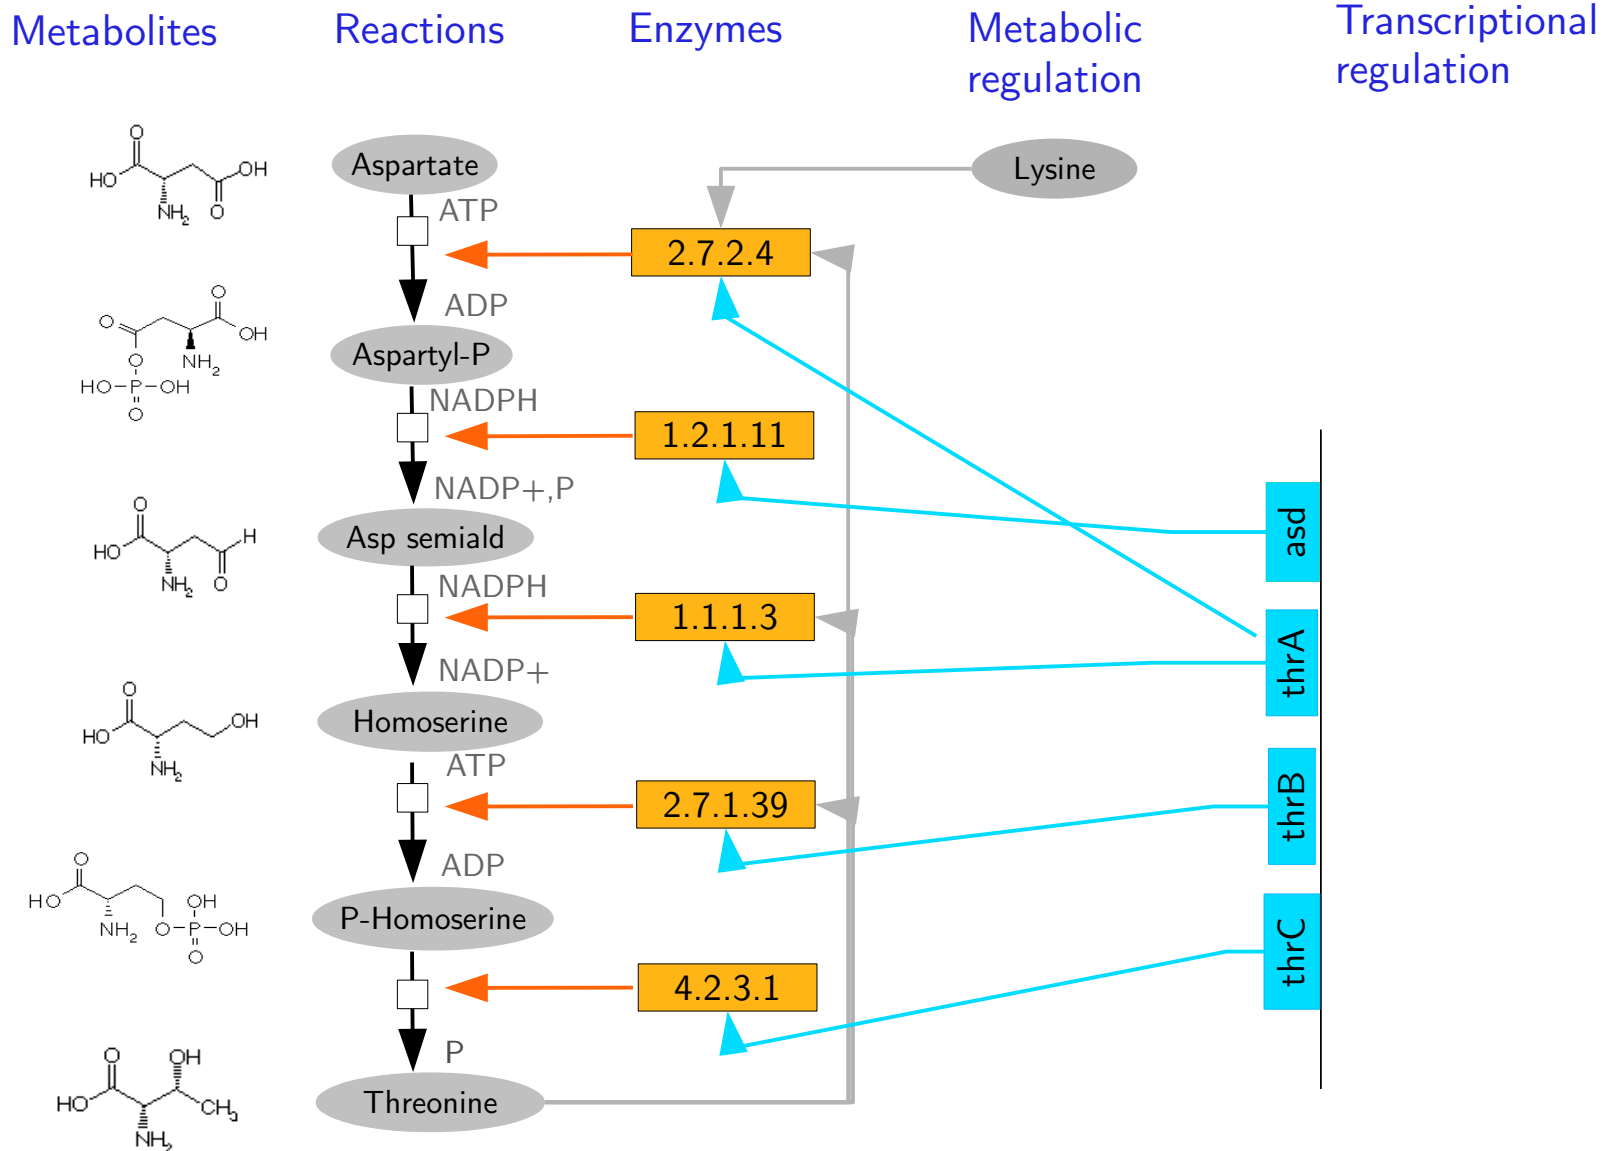 Metabolites
Reactions
Enzymes
Metabolic
regulation
Transcriptional
regulation
O
HO
OH
NH2
O
Aspartate
ATP
Lysine
2.7.2.4
ADP
O
O
OH
O
NH2
HO
P
OH
O
Aspartyl-P
NADPH
1.2.1.11
NADP+,P
O
H
HO
NH2
O
Asp semiald
asd
NADPH
1.1.1.3
thrA
NADP+
O
OH
HO
NH2
Homoserine
ATP
2.7.1.39
thrB
ADP
O
HO
OH
NH2
O
P
OH
O
P-Homoserine
thrC
4.2.3.1
P
O
OH
HO
CH3
NH2
Threonine